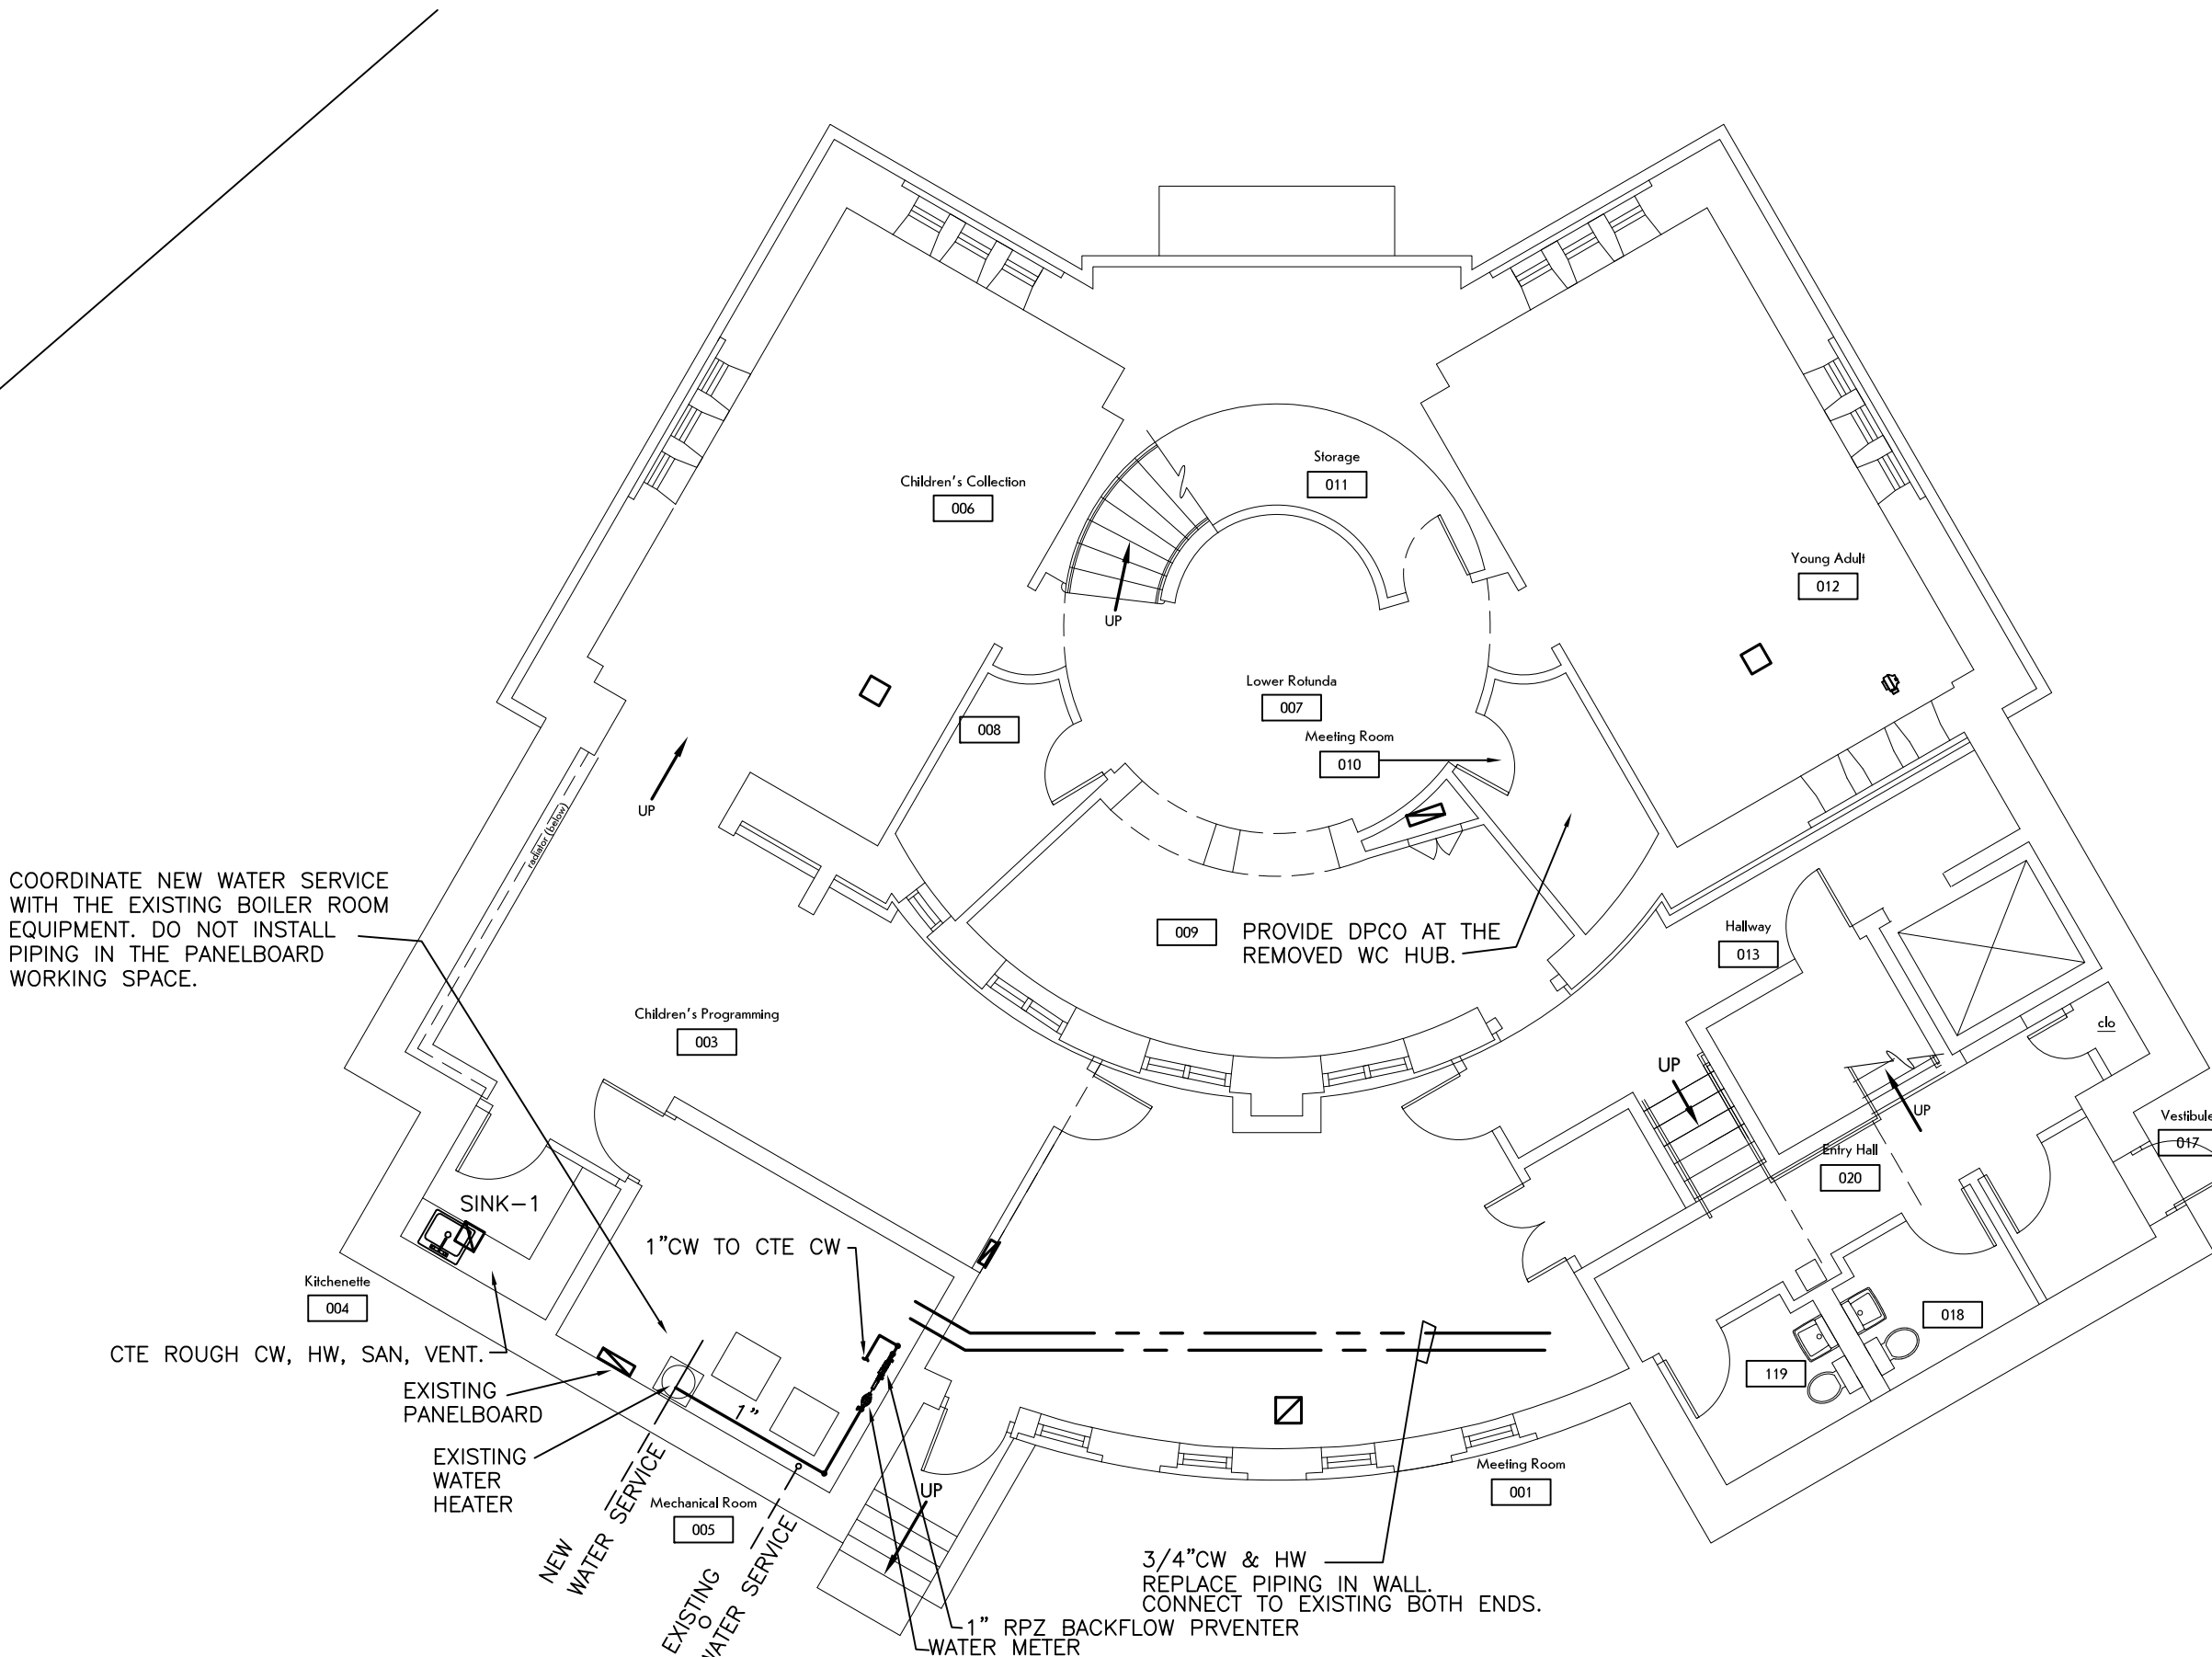 Children's Collection
006
Storage
011
UP
Young Adult
012
Lower Rotunda
007
008
Meeting Room
010
UP
radiator (below)
COORDINATE NEW WATER SERVICE
WITH THE EXISTING BOILER ROOM
EQUIPMENT. DO NOT INSTALL
PIPING IN THE PANELBOARD
WORKING SPACE.
009
PROVIDE DPCO AT THE
REMOVED WC HUB.
Hallway
013
Children's Programming
003
clo
UP
UP
Vestibule
017
Entry Hall
020
SINK-1
1"CW TO CTE CW
Kitchenette
004
018
119
CTE ROUGH CW, HW, SAN, VENT.
EXISTING
PANELBOARD
1"
EXISTING
WATER
HEATER
NEW
WATER SERVICE
Mechanical Room
005
EXISTING
WATER SERVICE
UP
Meeting Room
001
3/4"CW & HW
REPLACE PIPING IN WALL.
CONNECT TO EXISTING BOTH ENDS.
1" RPZ BACKFLOW PRVENTER
WATER METER